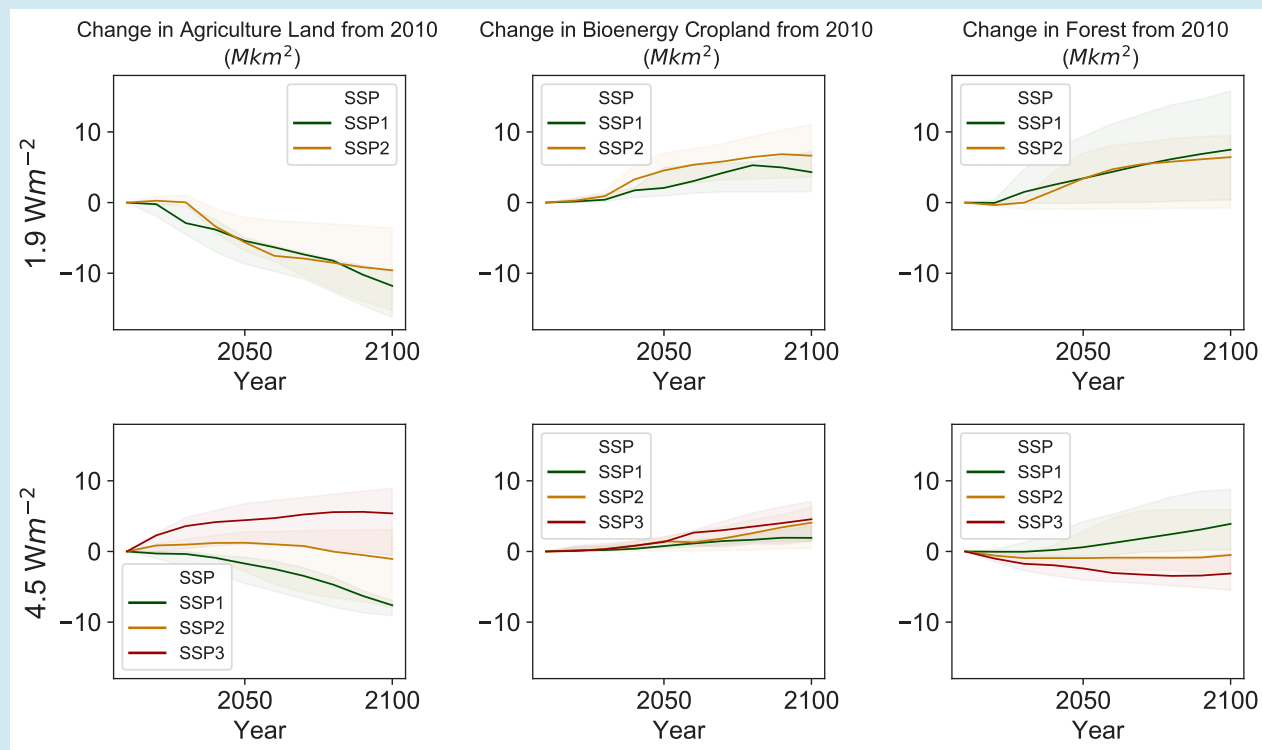 Change in Agriculture Land from 2010
(Mkm²)
Change in Bioenergy Cropland from 2010
(Mkm²)
Change in Forest from 2010
(Mkm²)
1.9 Wm⁻²
10
0
−10
SSP
SSP1
SSP2
2050
2100
Year
SSP
SSP1
SSP2
2050
2100
Year
SSP
SSP1
SSP2
2050
2100
Year
4.5 Wm⁻²
10
0
−10
SSP
SSP1
SSP2
SSP3
2050
2100
Year
10
0
−10
SSP
SSP1
SSP2
SSP3
2050
2100
Year
10
0
−10
SSP
SSP1
SSP2
SSP3
2050
2100
Year
10
0
−10
10
0
−10